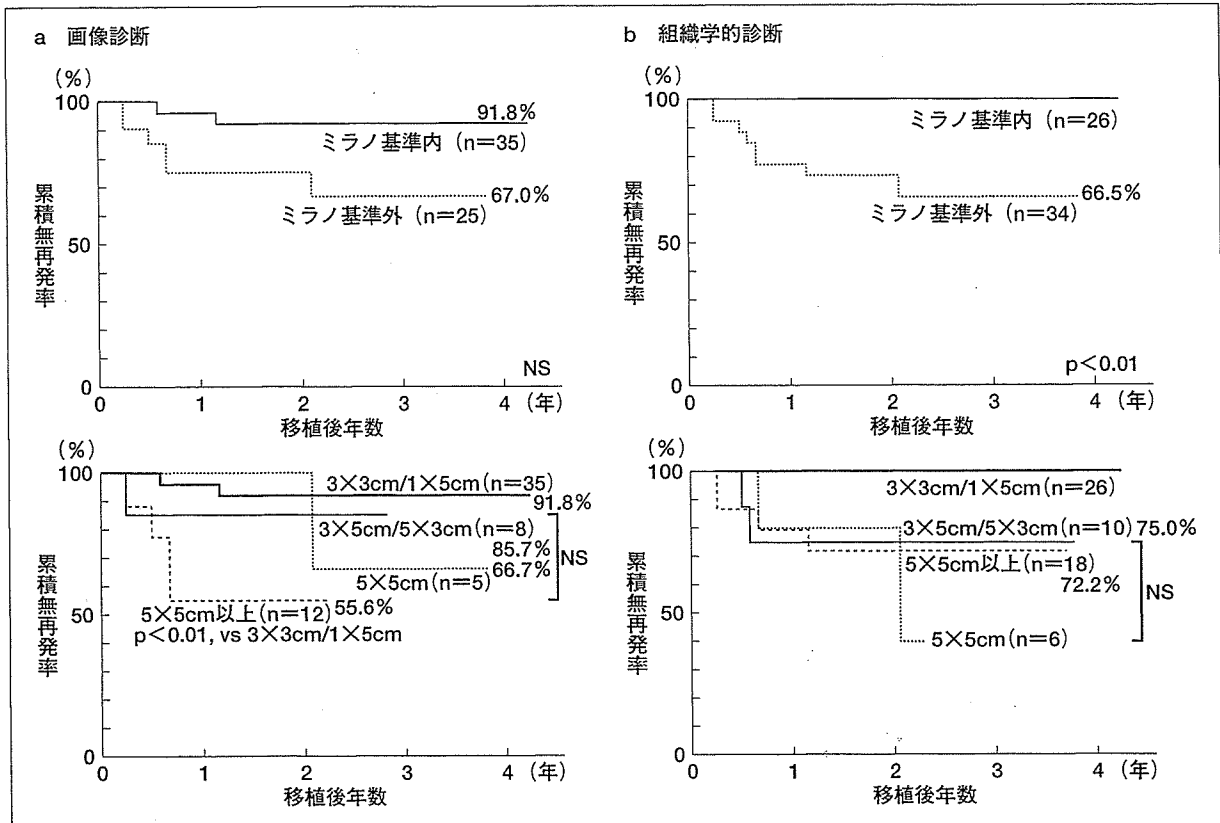 a 画像診断
(%)
100
50
0
累積無再発率
91.8%
ミラノ基準内 (n=35)
67.0%
ミラノ基準外 (n=25)
NS
0 1 2 3 4 (年)
移植後年数
b 組織学的診断
(%)
100
50
0
累積無再発率
ミラノ基準内 (n=26)
66.5%
ミラノ基準外 (n=34)
p<0.01
0 1 2 3 4 (年)
移植後年数
(%)
100
50
0
累積無再発率
3×3cm/1×5cm(n=35)
91.8%
3×5cm/5×3cm(n=8)
85.7%
66.7%
NS
5×5cm(n=5)
5×5cm以上(n=12) 55.6%
p<0.01, vs 3×3cm/1×5cm
0 1 2 3 4 (年)
移植後年数
(%)
100
50
0
累積無再発率
3×3cm/1×5cm(n=26)
3×5cm/5×3cm(n=10) 75.0%
5×5cm以上(n=18)
72.2%
NS
5×5cm(n=6)
0 1 2 3 4 (年)
移植後年数